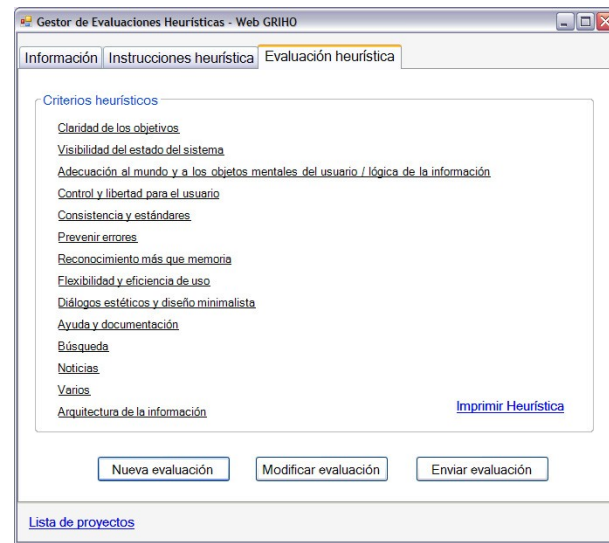 Gestor de Evaluaciones Heurísticas - Web GRIHO
Información Instrucciones heurística Evaluación heurística
Criterios heurísticos
Claridad de los objetivos
Visibilidad del estado del sistema
Adecuación al mundo y a los objetos mentales del usuario / lógica de la información
Control y libertad para el usuario
Consistencia y estándares
Prevenir errores
Reconocimiento más que memoria
Flexibilidad y eficiencia de uso
Diálogos estéticos y diseño minimalista
Ayuda y documentación
Búsqueda
Noticias
Varios
Arquitectura de la información
Imprimir Heurística
Nueva evaluación Modificar evaluación Enviar evaluación
Lista de proyectos